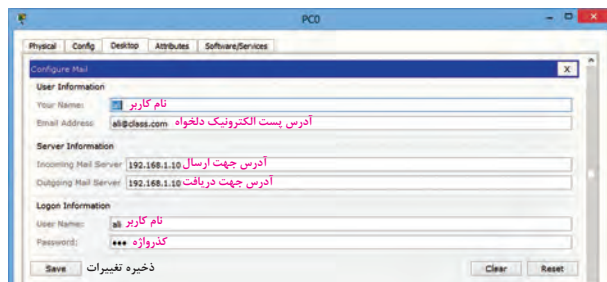 PC0
Physical Config Desktop Attributes Software/Services
Configure Mail X
User Information
Your Name: نام کاربر
Email Address ali@class.com آدرس پست الکترونیک دلخواه
Server Information
Incoming Mail Server 192.168.1.10 آدرس جهت ارسال
Outgoing Mail Server 192.168.1.10 آدرس جهت دریافت
Logon Information
User Name: ali نام کاربر
Password: ●●● کذرواژه
Save ذخیره تغییرات Clear Reset